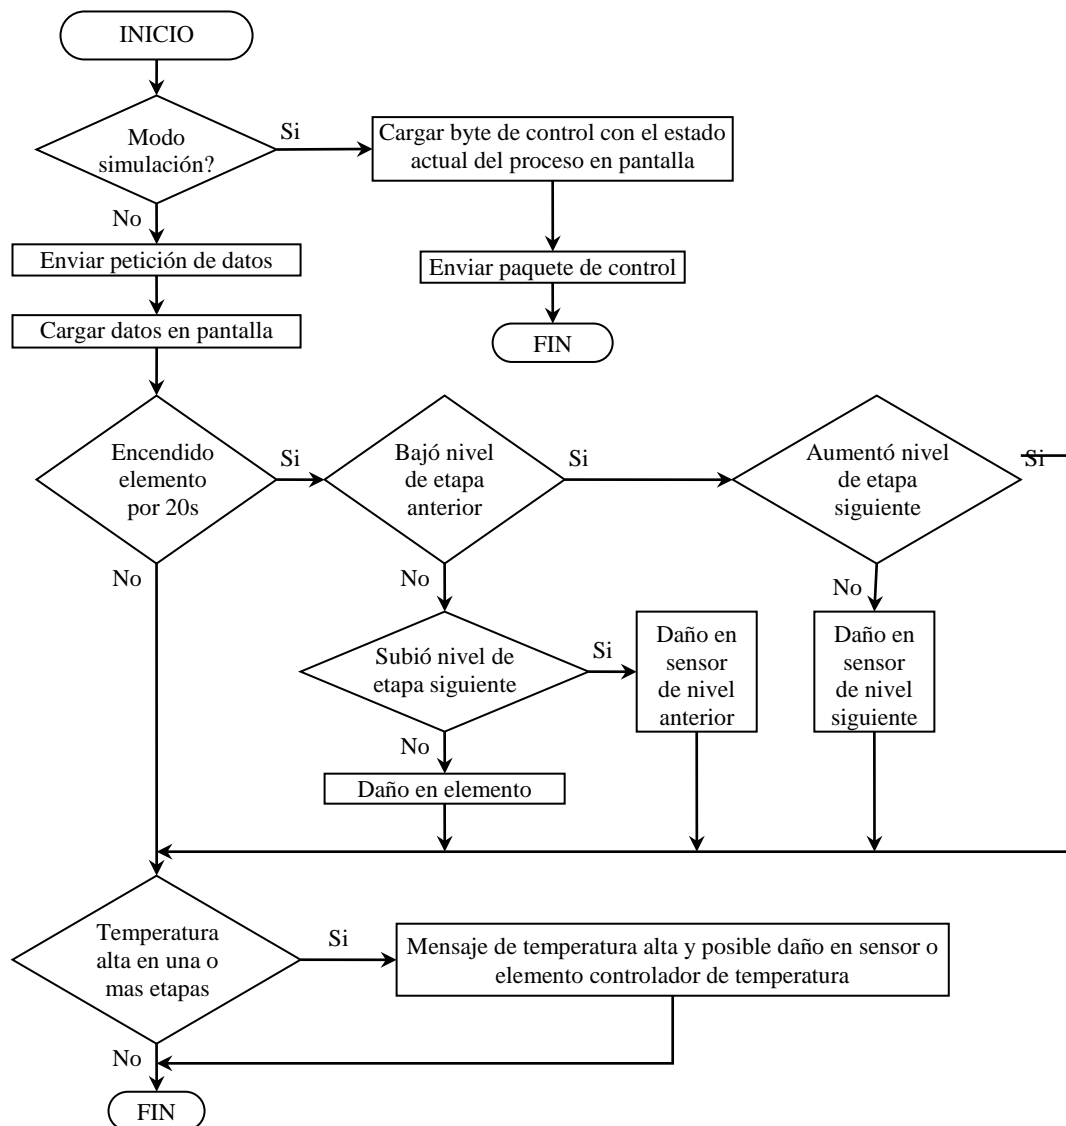 INICIO
Modo
simulación?
Si
Cargar byte de control con el estado
actual del proceso en pantalla
No
Enviar petición de datos
Enviar paquete de control
Cargar datos en pantalla
FIN
Encendido
elemento
por 20s
Si
Bajó nivel
de etapa
anterior
Si
Aumentó nivel
de etapa
siguiente
Si
No
No
No
Subió nivel de
etapa siguiente
Si
Daño en
sensor
de nivel
anterior
Daño en
sensor
de nivel
siguiente
No
Daño en elemento
Temperatura
alta en una o
mas etapas
Si
Mensaje de temperatura alta y posible daño en sensor o
elemento controlador de temperatura
No
FIN